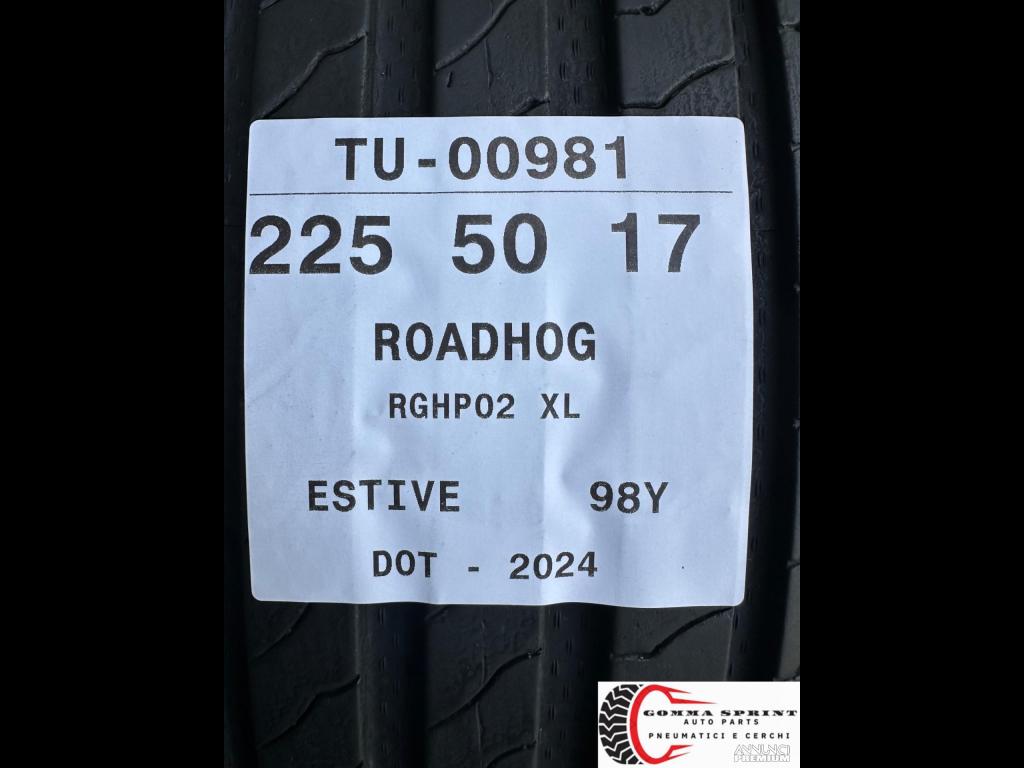 TU-00981
225 50 17
ROADHOG
RGHP02 XL
ESTIVE 98Y
DOT - 2024
GOMMA SPRINT
AUTO PARTS
PNEUMATICI E CERCHI
ANNUNCI
PREMIUM